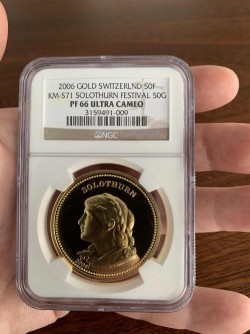 2006 GOLD SWITZERLND 50F
KM-S71 SOLOTHURN FESTIVAL 50G
PF 66 ULTRA CAMEO
3159491-009
NGC
SOLOTHURN